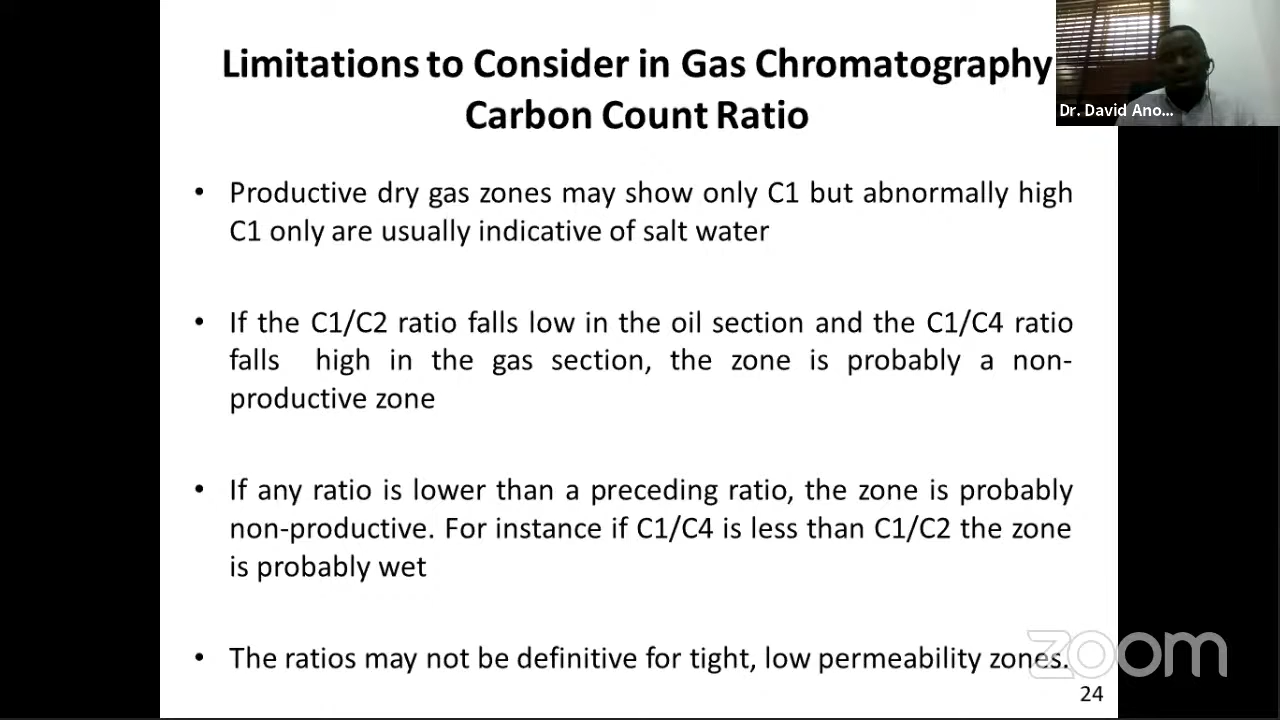 Limitations to Consider in Gas Chromatography
Carbon Count Ratio
Dr. David Ano...
• Productive dry gas zones may show only C1 but abnormally high
C1 only are usually indicative of salt water
• If the C1/C2 ratio falls low in the oil section and the C1/C4 ratio
falls high in the gas section, the zone is probably a non-
productive zone
• If any ratio is lower than a preceding ratio, the zone is probably
non-productive. For instance if C1/C4 is less than C1/C2 the zone
is probably wet
• The ratios may not be definitive for tight, low permeability zones.
zoom
24